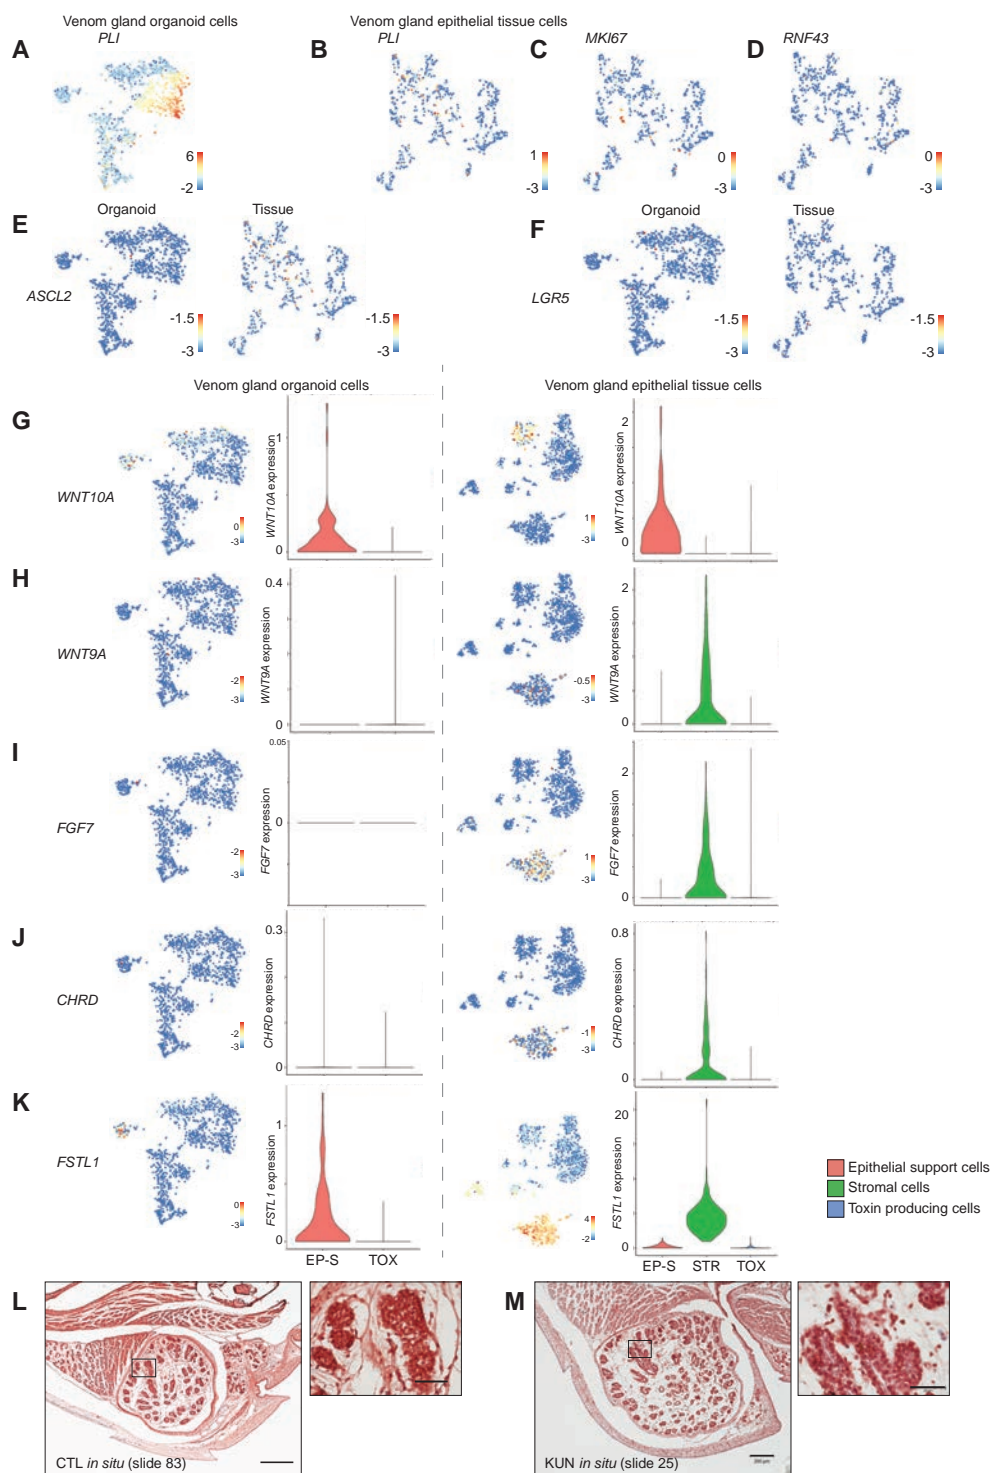 Venom gland organoid cells
Venom gland epithelial tissue cells
A
PLI
6
-2
B
PLI
1
-3
C
MKI67
0
-3
D
RNF43
0
-3
E
Organoid
Tissue
ASCL2
-1.5
-3
-1.5
-3
F
Organoid
Tissue
LGR5
-1.5
-3
-1.5
-3
Venom gland organoid cells
Venom gland epithelial tissue cells
G
WNT10A
0
-3
WNT10A expression
1
0
1
-3
WNT10A expression
2
0
H
WNT9A
-2
-3
WNT9A expression
0.4
0
-0.5
-3
WNT9A expression
2
0
I
FGF7
-2
-3
FGF7 expression
0.05
0
1
-3
FGF7 expression
2
0
J
CHRD
-2
-3
CHRD expression
0.3
0
-1
-3
CHRD expression
0.8
0
K
FSTL1
0
-3
FSTL1 expression
1
0
EP-S TOX
4
-2
FSTL1 expression
20
0
EP-S STR TOX
Epithelial support cells
Stromal cells
Toxin producing cells
L
CTL in situ (slide 83)
M
KUN in situ (slide 25)